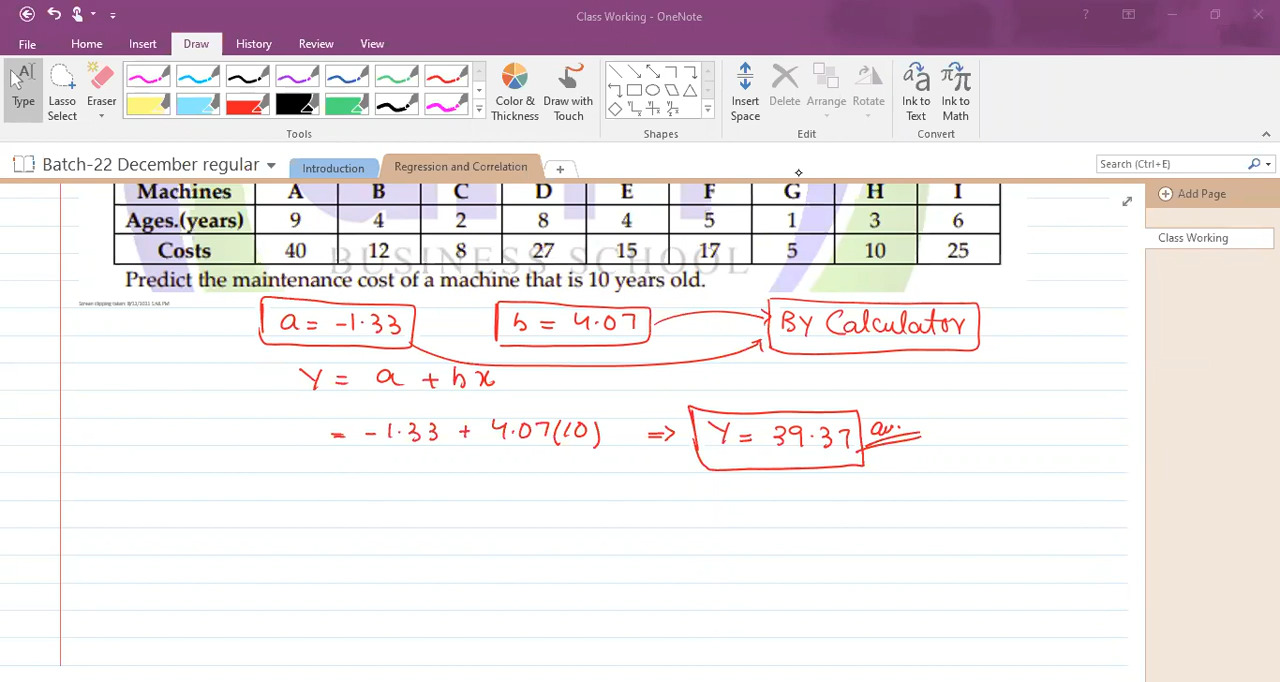 Class Working - OneNote
File Home Insert Draw History Review View
Type Lasso Select Eraser Color & Thickness Draw with Touch Insert Space Delete Arrange Rotate Ink to Text Ink to Math
Tools Shapes Edit Convert
Batch-22 December regular Introduction Regression and Correlation Search (Ctrl+E)
Add Page
Class Working
Machines A B C D E F G H I
Ages.(years) 9 4 2 8 4 5 1 3 6
Costs 40 12 8 27 15 17 5 10 25
BUSINESS SCHOOL
Predict the maintenance cost of a machine that is 10 years old.
a = -1.33 b = 4.07 By Calculator
Y = a + bx
= -1.33 + 4.07(10) => Y = 39.37